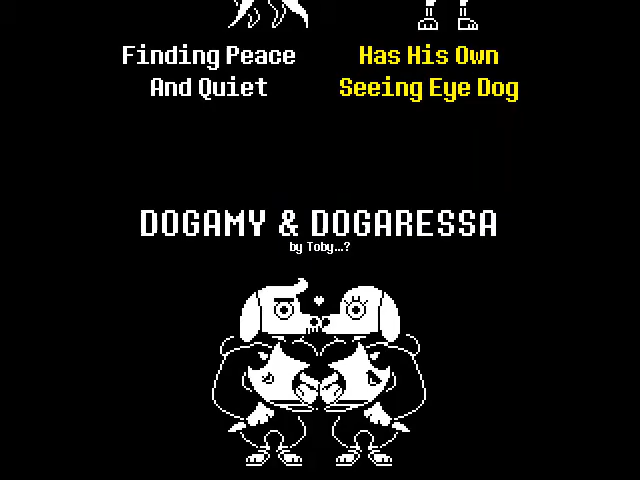 Finding Peace
And Quiet
Has His Own
Seeing Eye Dog
DOGAMY & DOGARESSA
by Toby...?